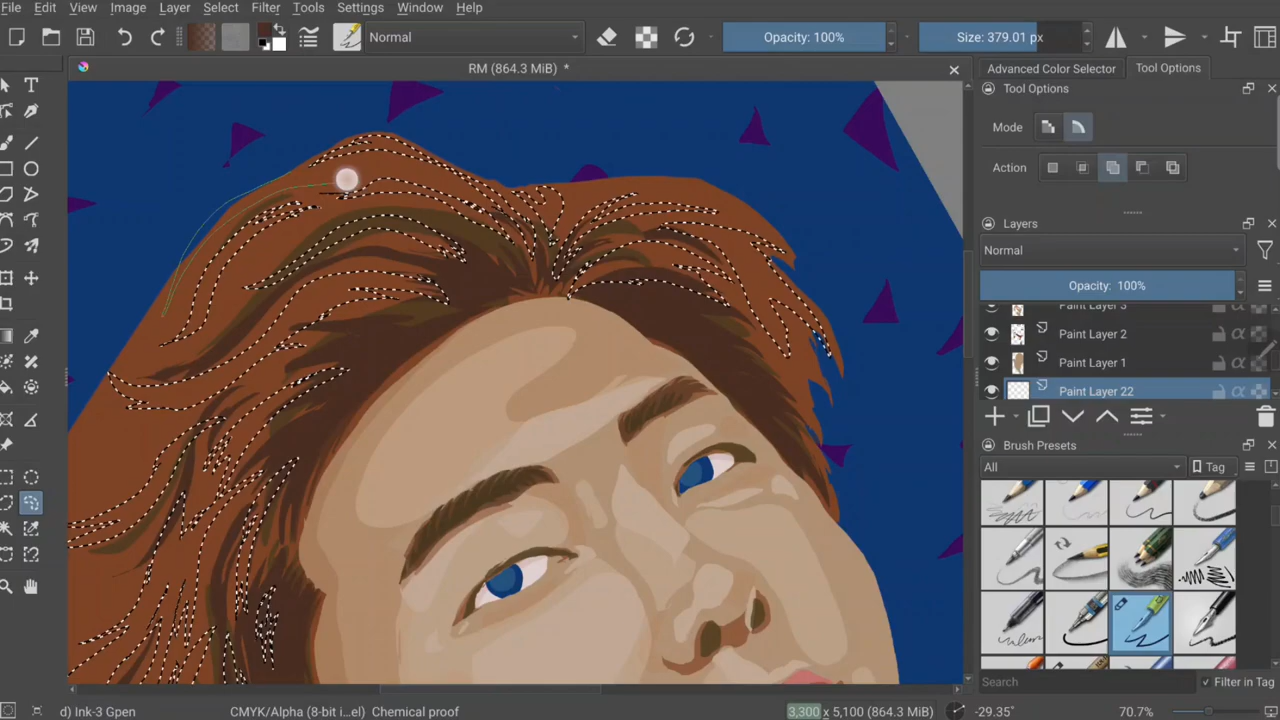 File Edit View Image Layer Select Filter Tools Settings Window Help
Normal Opacity: 100% Size: 379.01 px
RM (864.3 MiB) * Advanced Color Selector Tool Options
Tool Options
Mode
Action
Layers
Normal
Opacity: 100%
Paint Layer 3
Paint Layer 2
Paint Layer 1
Paint Layer 22
Brush Presets
All Tag
Search Filter in Tag
d) Ink-3 Gpen CMYK/Alpha (8-bit i...el) Chemical proof 3,300 x 5,100 (864.3 MiB) -29.35° 70.7%